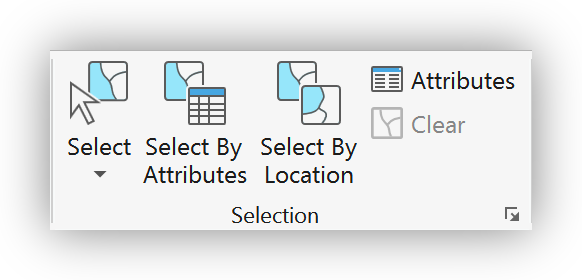 Select
Select By
Attributes
Select By
Location
Attributes
Clear
Selection